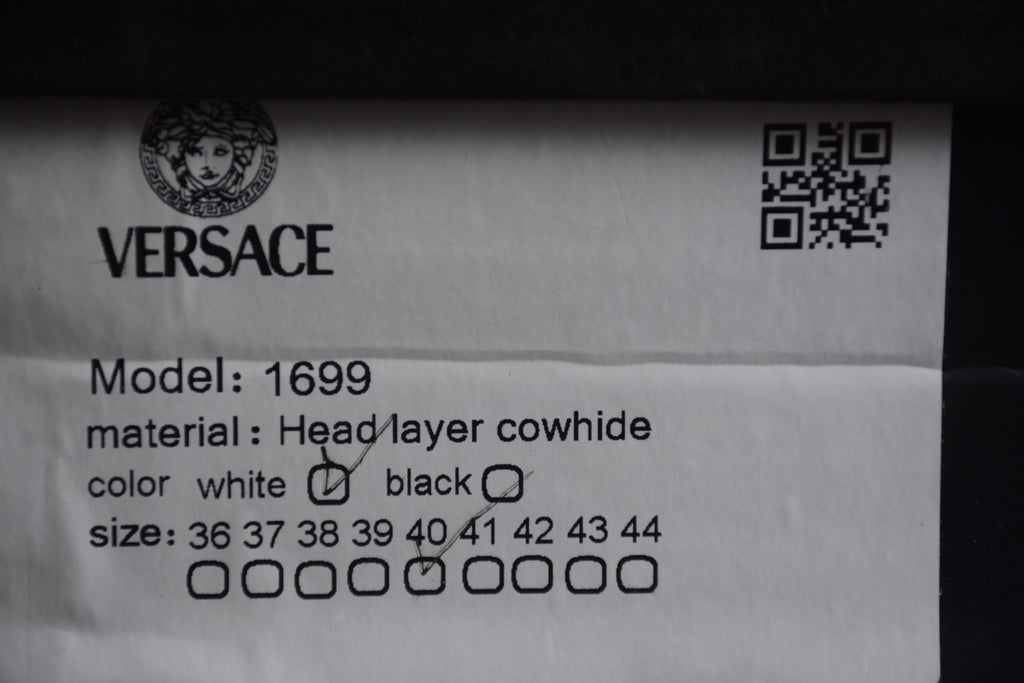 VERSACE
Model: 1699
material: Head layer cowhide
color white black
size: 36 37 38 39 40 41 42 43 44